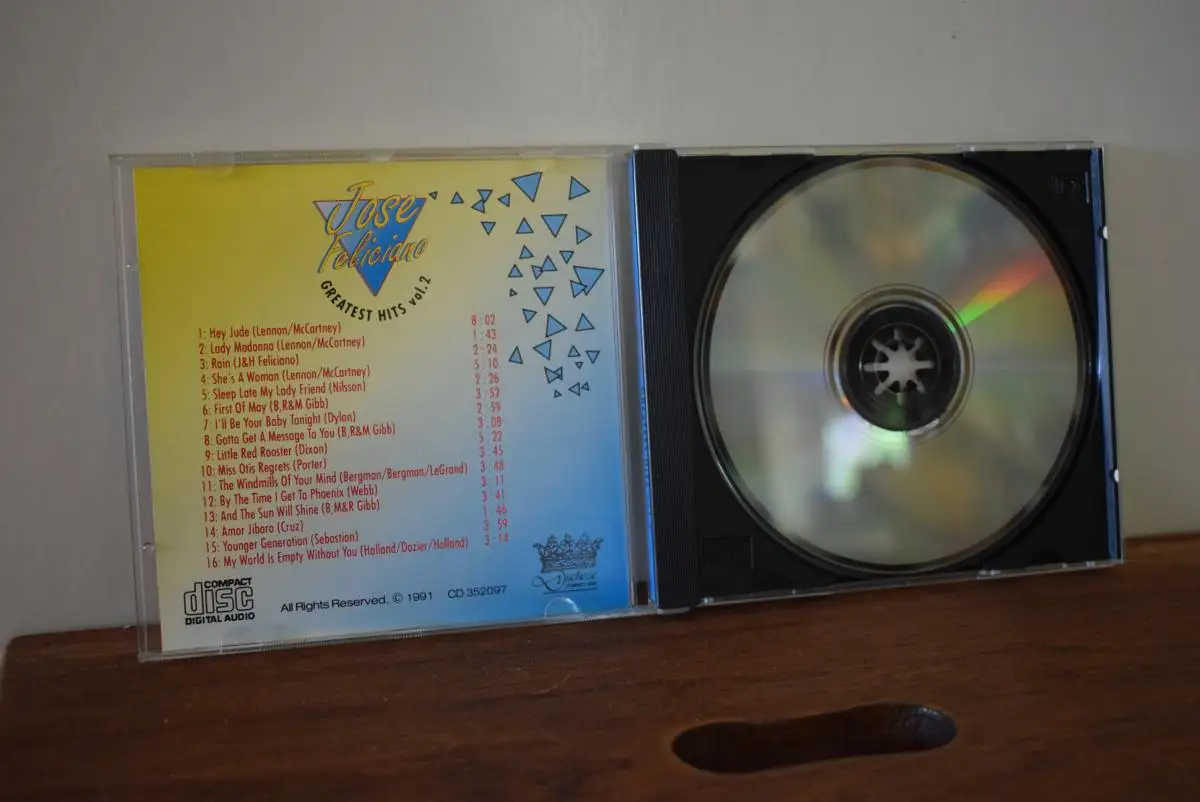 Jose
Feliciano
GREATEST HITS vol.2
1: Hey Jude (Lennon/McCartney) 8:02
2: Lady Madonna (Lennon/McCartney) 1:43
3: Rain (J&H Feliciano) 2:24
4: She's A Woman (Lennon/McCartney) 5:10
5: Sleep Late My Lady Friend (Nilsson) 2:26
6: First Of May (B,R&M Gibb) 3:52
7: I'll Be Your Baby Tonight (Dylan) 2:59
8: Gotta Get A Message To You (B,R&M Gibb) 3:08
9: Little Red Rooster (Dixon) 5:22
10: Miss Otis Regrets (Porter) 3:45
11: The Windmills Of Your Mind (Bergman/Bergman/LeGrand) 3:48
12: By The Time I Get To Phoenix (Webb) 3:11
13: And The Sun Will Shine (B,M&R Gibb) 3:41
14: Amor Jibaro (Cruz) 1:46
15: Younger Generation (Sebastian) 3:59
16: My World Is Empty Without You (Holland/Dozier/Holland) 3:14
COMPACT
disc
DIGITAL AUDIO
All Rights Reserved. © 1991 CD 352097
Duchesse